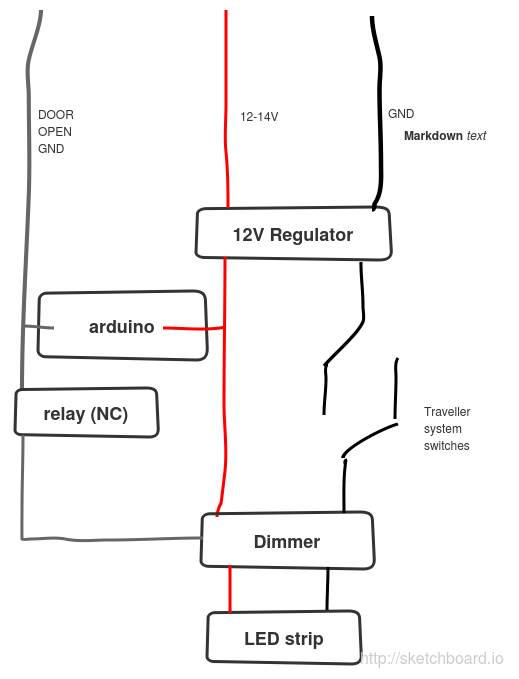 DOOR
OPEN
GND
12-14V
GND
Markdown text
12V Regulator
arduino
relay (NC)
Traveller
system
switches
Dimmer
LED strip
http://sketchboard.io